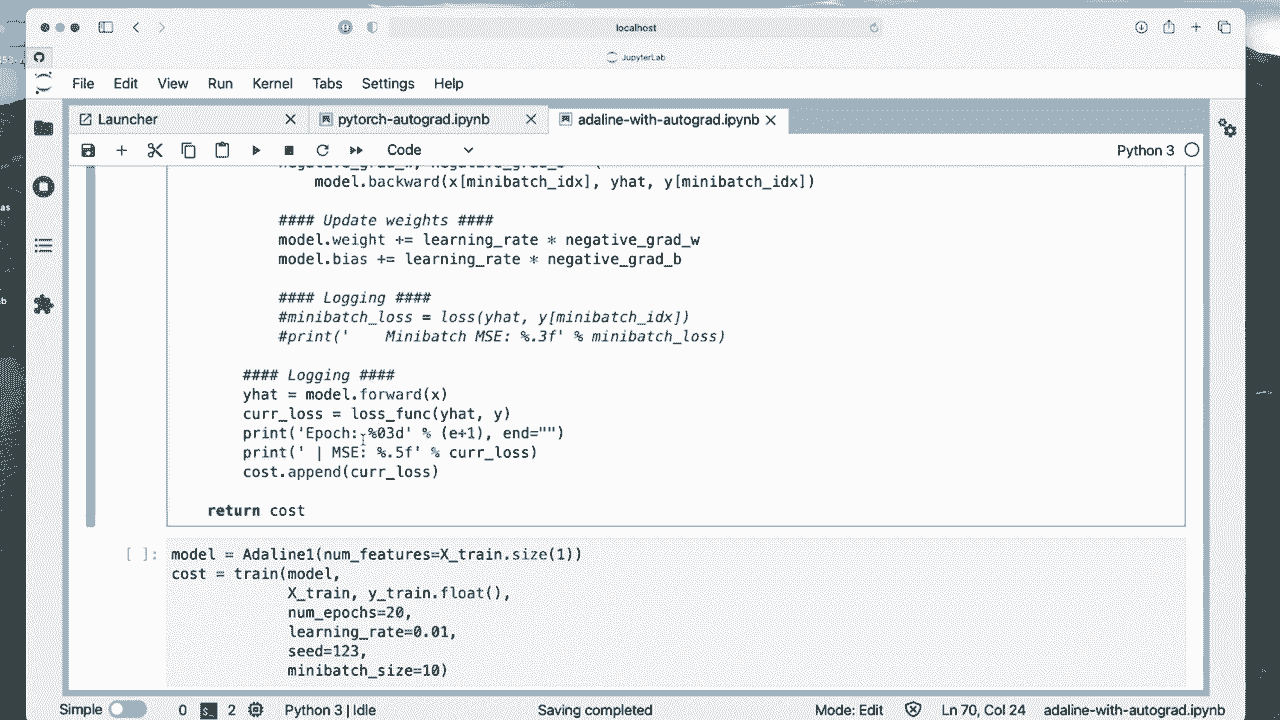 localhost
JupyterLab
File Edit View Run Kernel Tabs Settings Help
Launcher pytorch-autograd.ipynb adaline-with-autograd.ipynb
Code Python 3
model.backward(x[minibatch_idx], yhat, y[minibatch_idx])
#### Update weights ####
model.weight += learning_rate * negative_grad_w
model.bias += learning_rate * negative_grad_b
#### Logging ####
#minibatch_loss = loss(yhat, y[minibatch_idx])
#print('    Minibatch MSE: %.3f' % minibatch_loss)
#### Logging ####
yhat = model.forward(x)
curr_loss = loss_func(yhat, y)
print('Epoch: %03d' % (e+1), end="")
print(' | MSE: %.5f' % curr_loss)
cost.append(curr_loss)
return cost
[ ]: model = Adaline1(num_features=X_train.size(1))
cost = train(model,
X_train, y_train.float(),
num_epochs=20,
learning_rate=0.01,
seed=123,
minibatch_size=10)
Simple 0 2 Python 3 | Idle Saving completed Mode: Edit Ln 70, Col 24 adaline-with-autograd.ipynb